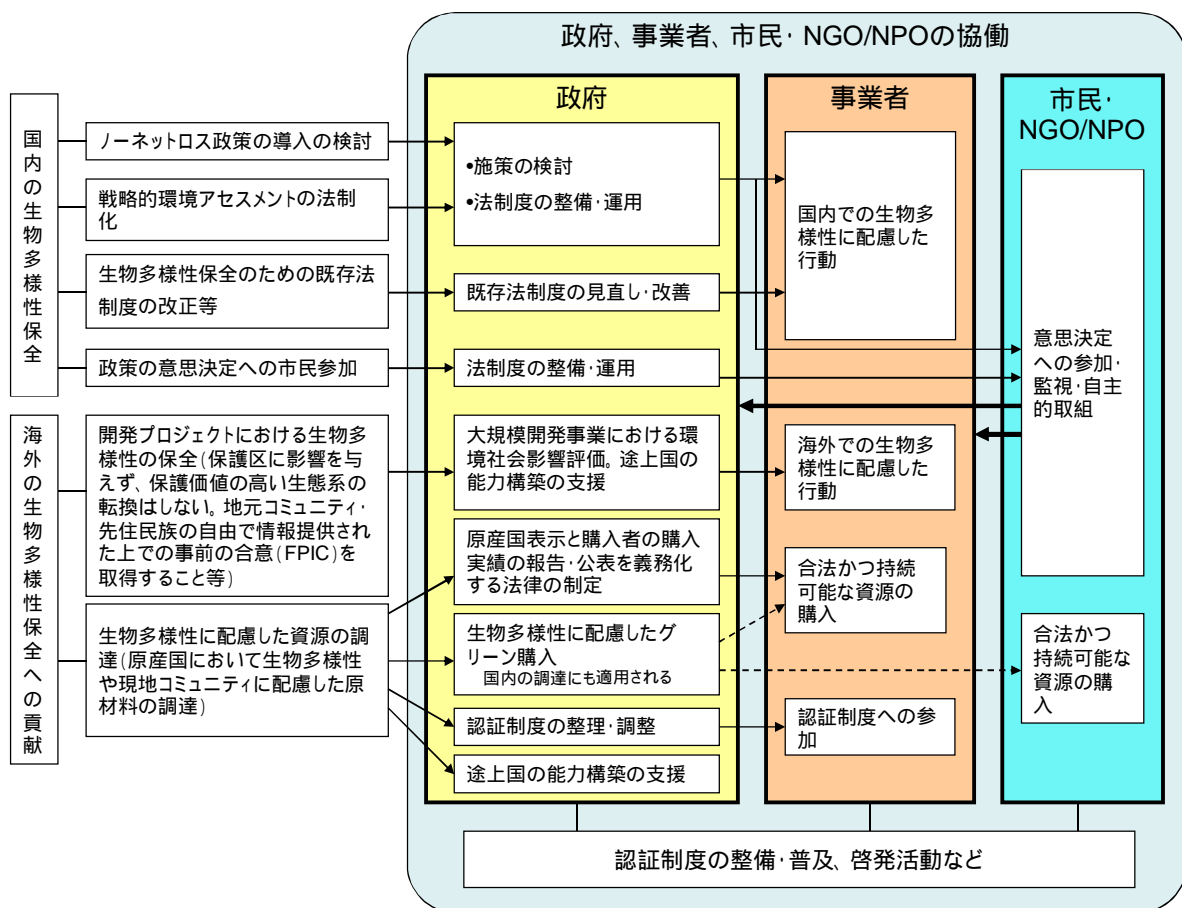 政府、事業者、市民・NGO/NPOの協働
政府
事業者
市民・
NGO/NPO
国内の生物多様性保全
ノーネットロス政策の導入の検討
戦略的環境アセスメントの法制
化
生物多様性保全のための既存法
制度の改正等
政策の意思決定への市民参加
•施策の検討
•法制度の整備・運用
既存法制度の見直し・改善
法制度の整備・運用
国内での生物多
様性に配慮した
行動
意思決定
への参加・
監視・自主
的取組
海外の生物多様性保全への貢献
開発プロジェクトにおける生物多
様性の保全(保護区に影響を与
えず、保護価値の高い生態系の
転換はしない。地元コミュニティ・
先住民族の自由で情報提供され
た上での事前の合意(FPIC)を
取得すること等)
生物多様性に配慮した資源の調
達(原産国において生物多様性
や現地コミュニティに配慮した原
材料の調達)
大規模開発事業における環
境社会影響評価。途上国の
能力構築の支援
原産国表示と購入者の購入
実績の報告・公表を義務化
する法律の制定
生物多様性に配慮したグ
リーン購入
国内の調達にも適用される
認証制度の整理・調整
途上国の能力構築の支援
海外での生物多
様性に配慮した
行動
合法かつ持続
可能な資源の
購入
認証制度への参
加
合法かつ
持続可能な
資源の購
入
認証制度の整備・普及、啓発活動など